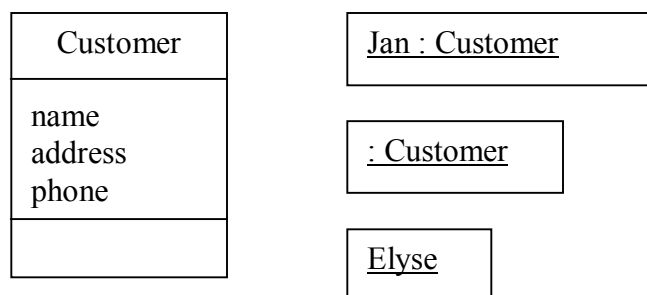 Customer
name
address
phone
Jan : Customer
: Customer
Elyse